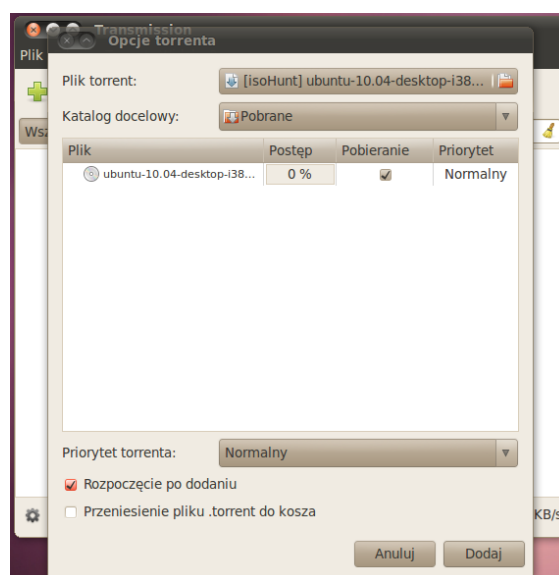 Transmission
Opcje torrenta
Plik
Plik torrent: [isoHunt] ubuntu-10.04-desktop-i38...
Katalog docelowy: Pobrane
Wsz
Plik Postęp Pobieranie Priorytet
ubuntu-10.04-desktop-i38... 0 % Normalny
Priorytet torrenta: Normalny
Rozpoczęcie po dodaniu
Przeniesienie pliku .torrent do kosza
KB/s
Anuluj Dodaj